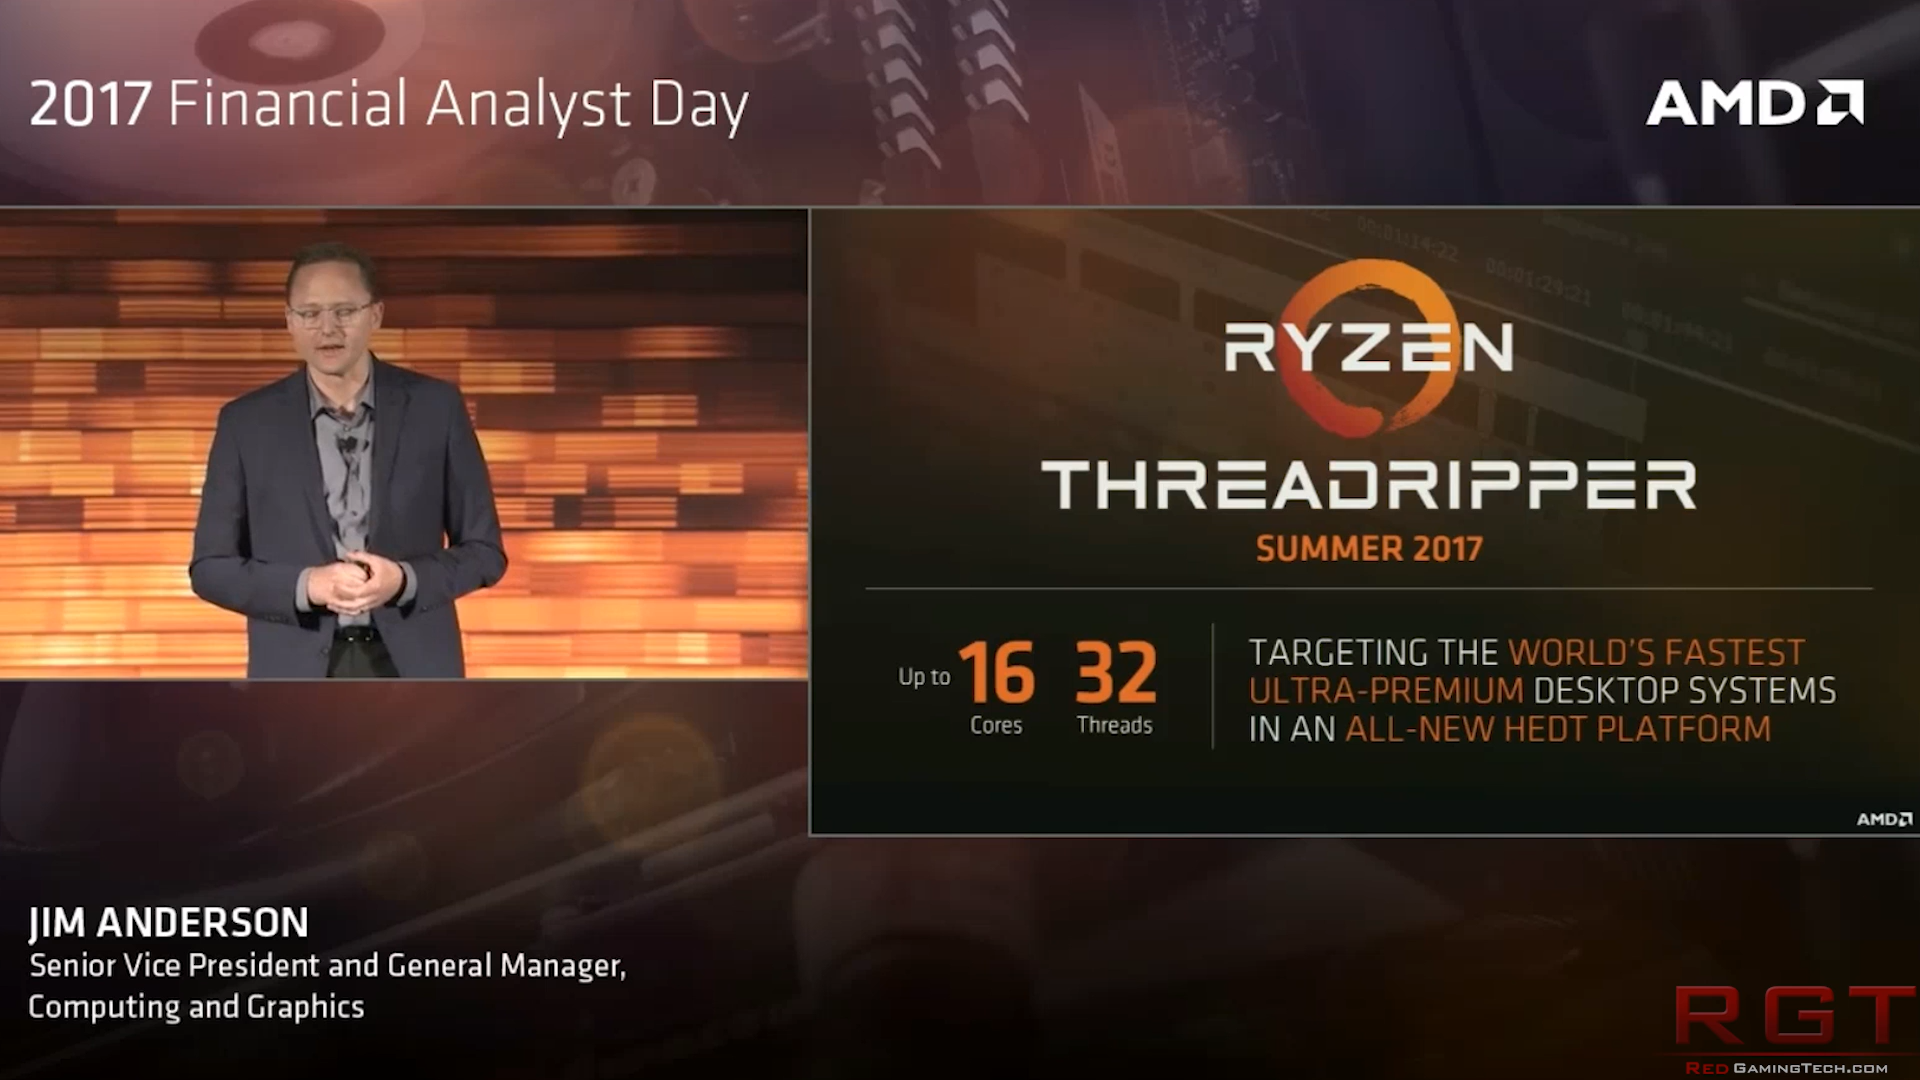 2017 Financial Analyst Day
AMD
RYZEN
THREADRIPPER
SUMMER 2017
Up to 16 Cores
32 Threads
TARGETING THE WORLD'S FASTEST
ULTRA-PREMIUM DESKTOP SYSTEMS
IN AN ALL-NEW HEDT PLATFORM
AMD
JIM ANDERSON
Senior Vice President and General Manager,
Computing and Graphics
RGT
REDGAMINGTECH.COM